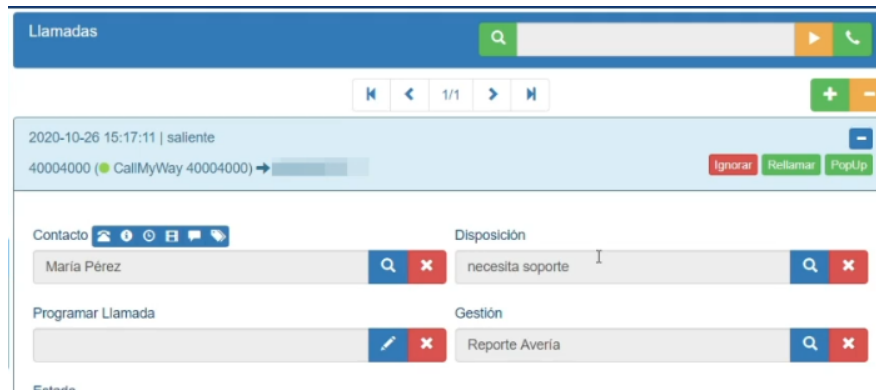 Llamadas
1/1
2020-10-26 15:17:11 | saliente
40004000 (CallMyWay 40004000)
Ignorar Rellamar PopUp
Contacto
Disposición
María Pérez
necesita soporte
Programar Llamada
Gestión
Reporte Avería
Estado